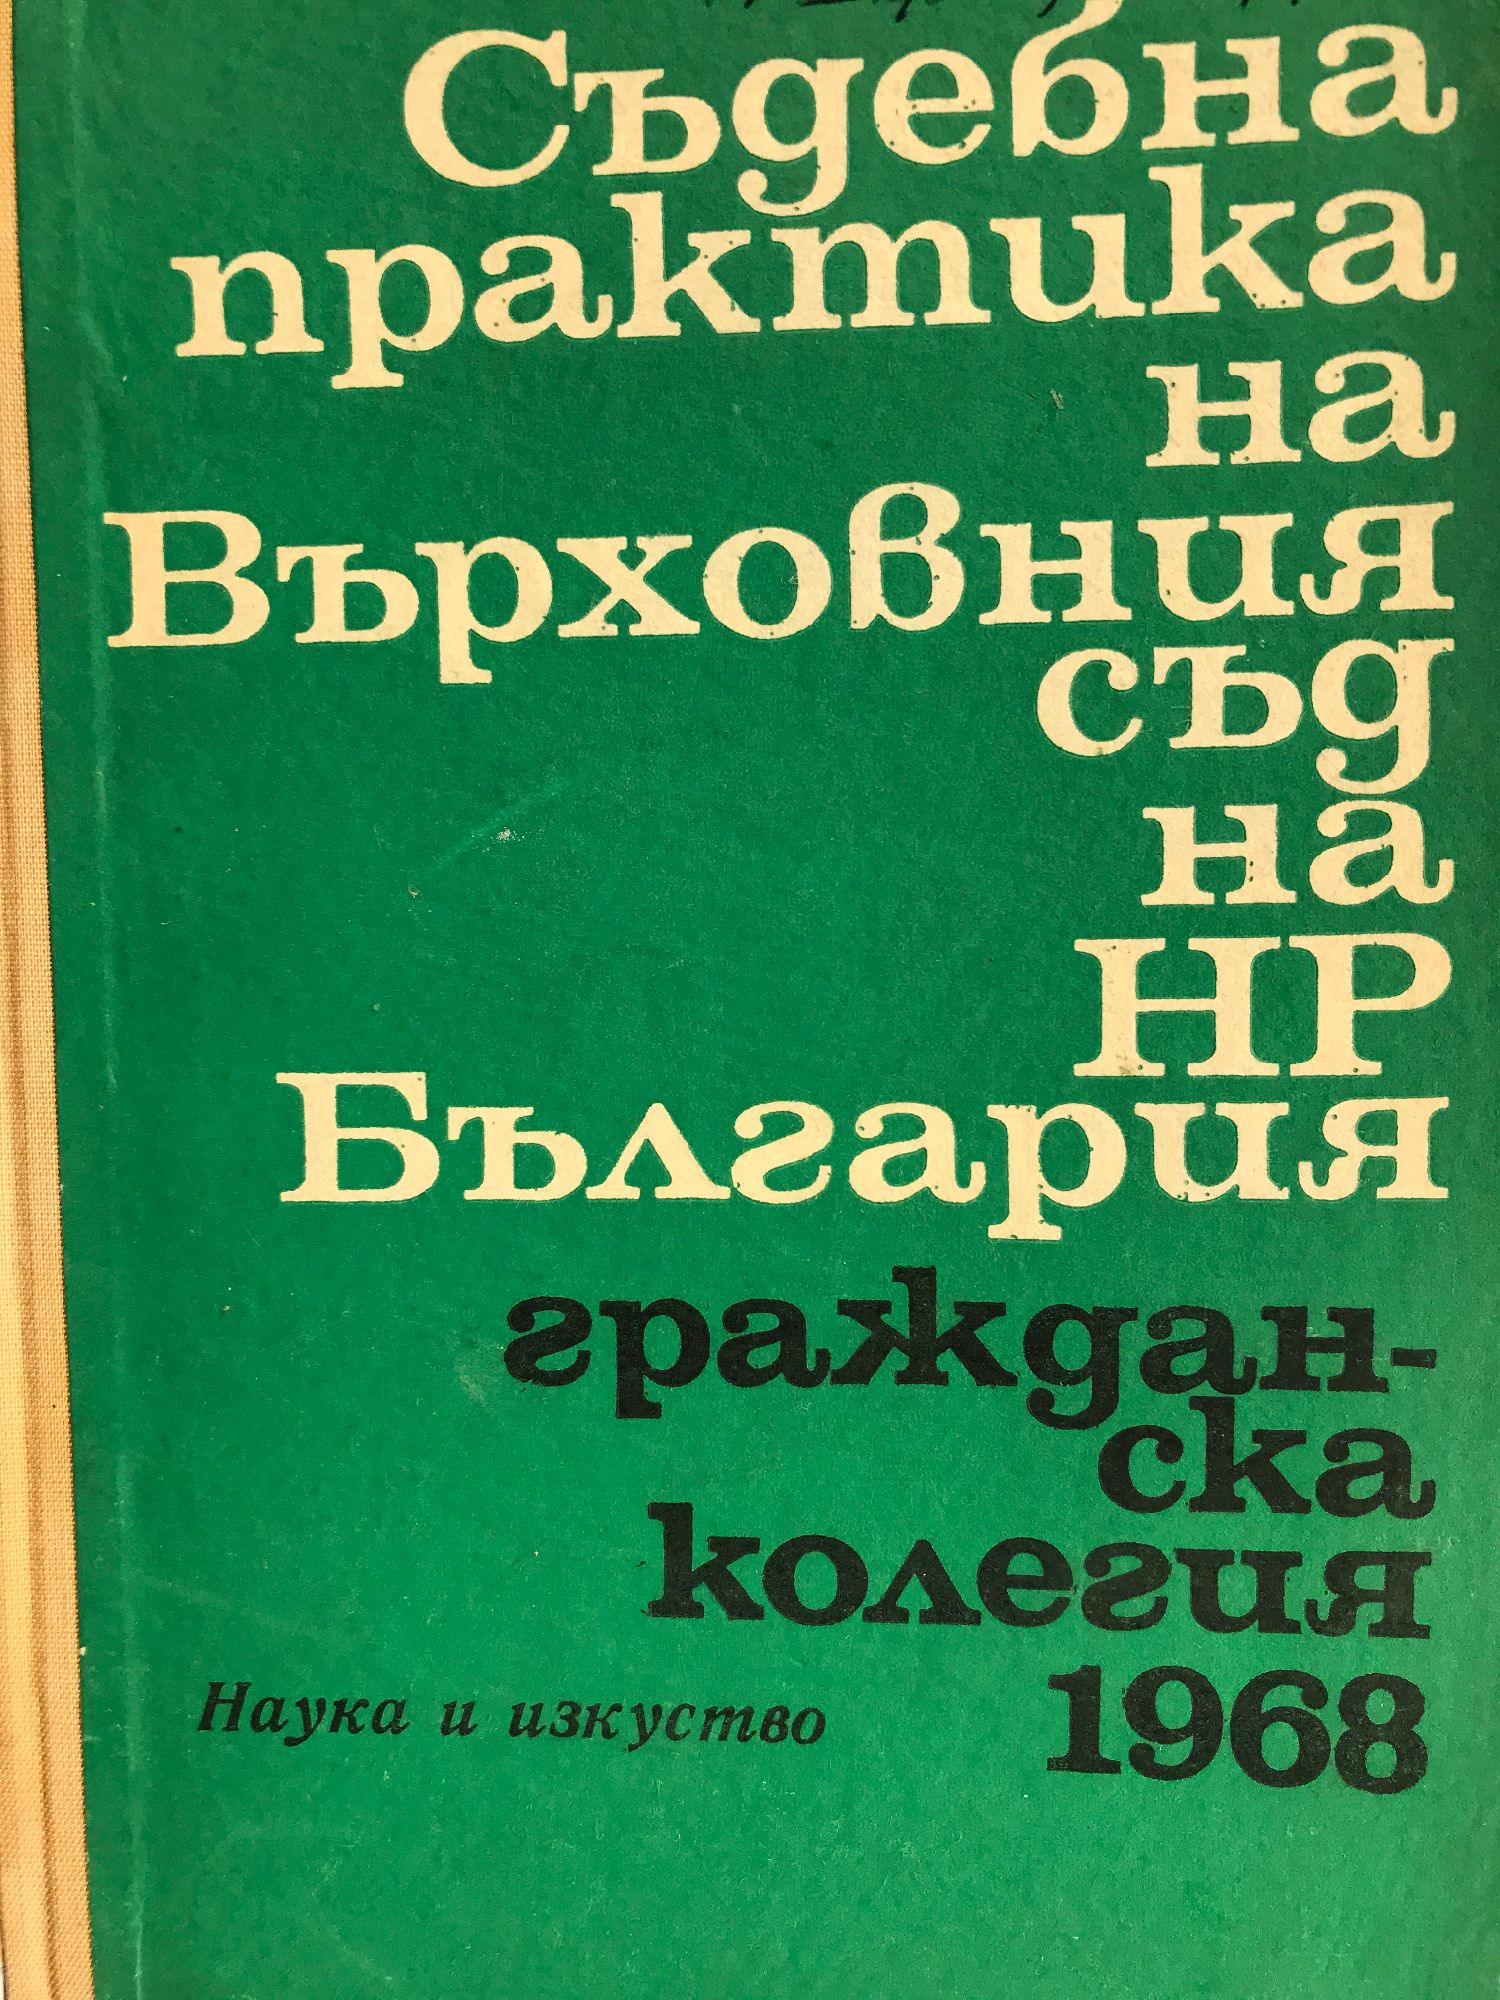 Съдебна
практика
на
Върховния
съд
на
НР
България
граждан-
ска
колегия
1968
Наука и изкуство